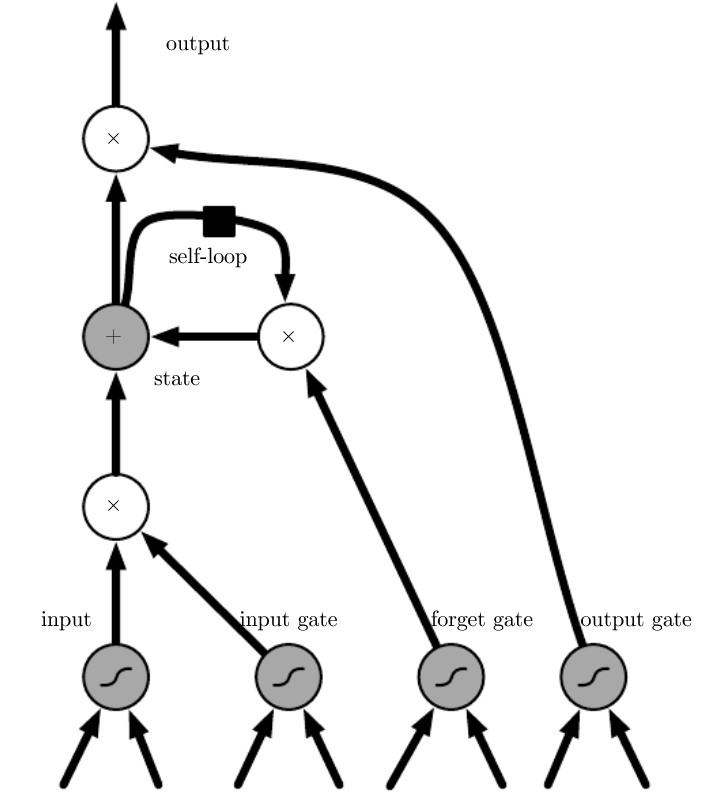 output
×
self-loop
+
×
state
×
input
input gate
forget gate
output gate